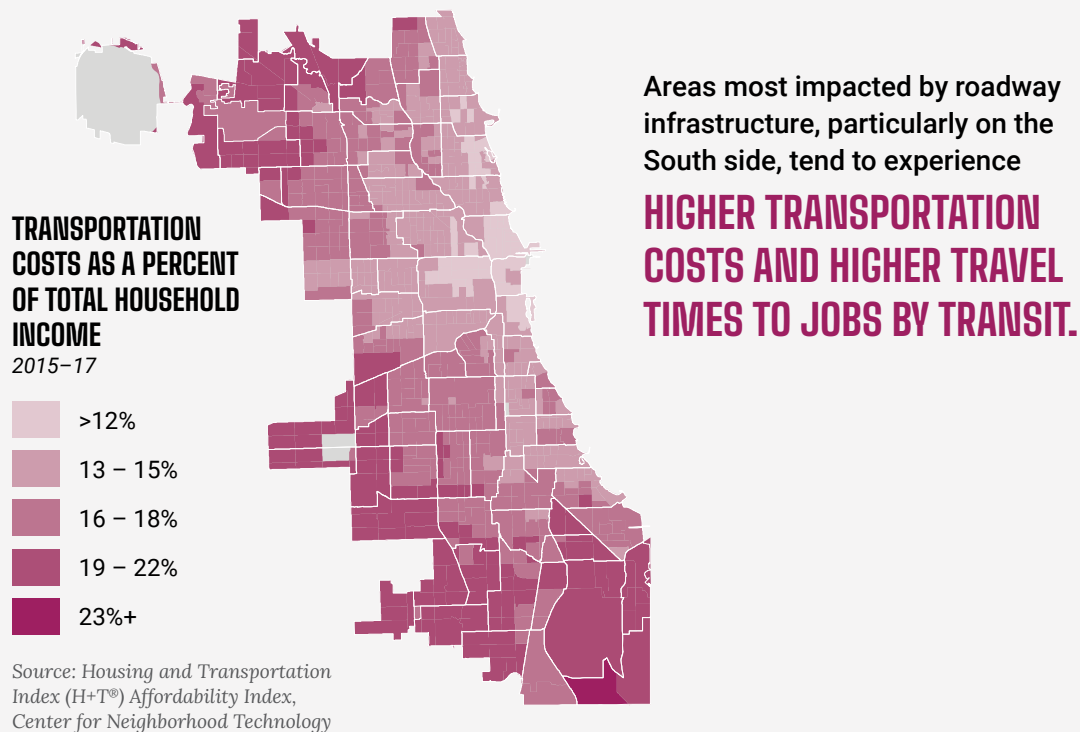 Areas most impacted by roadway
infrastructure, particularly on the
South side, tend to experience
HIGHER TRANSPORTATION
COSTS AND HIGHER TRAVEL
TIMES TO JOBS BY TRANSIT.
TRANSPORTATION
COSTS AS A PERCENT
OF TOTAL HOUSEHOLD
INCOME
2015–17
>12%
13 – 15%
16 – 18%
19 – 22%
23%+
Source: Housing and Transportation
Index (H+T®) Affordability Index,
Center for Neighborhood Technology